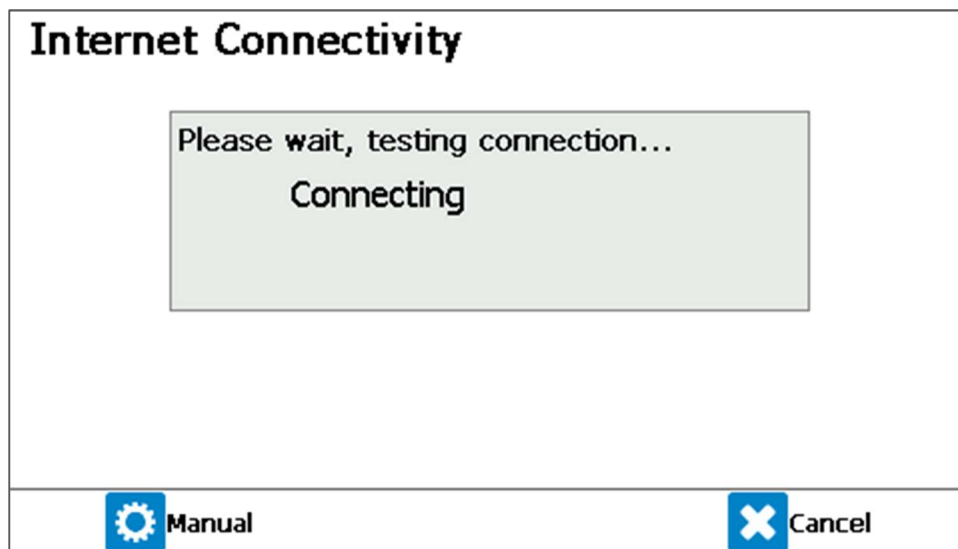 Internet Connectivity
Please wait, testing connection...
Connecting
Manual
Cancel